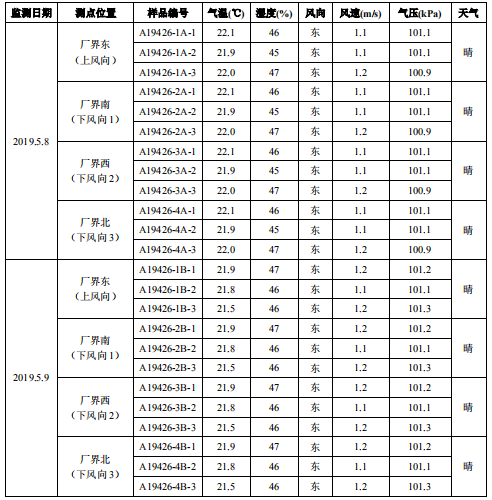 监测日期 测点位置 样品编号 气温(℃) 湿度(%) 风向 风速(m/s) 气压(kPa) 天气
2019.5.8 厂界东（上风向） A19426-1A-1 22.1 46 东 1.1 101.1 晴
A19426-1A-2 21.9 45 东 1.1 101.1
A19426-1A-3 22.0 47 东 1.2 100.9
厂界南（下风向1） A19426-2A-1 22.1 46 东 1.1 101.1 晴
A19426-2A-2 21.9 45 东 1.1 101.1
A19426-2A-3 22.0 47 东 1.2 100.9
厂界西（下风向2） A19426-3A-1 22.1 46 东 1.1 101.1 晴
A19426-3A-2 21.9 45 东 1.1 101.1
A19426-3A-3 22.0 47 东 1.2 100.9
厂界北（下风向3） A19426-4A-1 22.1 46 东 1.1 101.1 晴
A19426-4A-2 21.9 45 东 1.1 101.1
A19426-4A-3 22.0 47 东 1.2 100.9
2019.5.9 厂界东（上风向） A19426-1B-1 21.9 47 东 1.2 101.2 晴
A19426-1B-2 21.8 46 东 1.1 101.1
A19426-1B-3 21.5 46 东 1.2 101.3
厂界南（下风向1） A19426-2B-1 21.9 47 东 1.2 101.2 晴
A19426-2B-2 21.8 46 东 1.1 101.1
A19426-2B-3 21.5 46 东 1.2 101.3
厂界西（下风向2） A19426-3B-1 21.9 47 东 1.2 101.2 晴
A19426-3B-2 21.8 46 东 1.1 101.1
A19426-3B-3 21.5 46 东 1.2 101.3
厂界北（下风向3） A19426-4B-1 21.9 47 东 1.2 101.2 晴
A19426-4B-2 21.8 46 东 1.1 101.1
A19426-4B-3 21.5 46 东 1.2 101.3